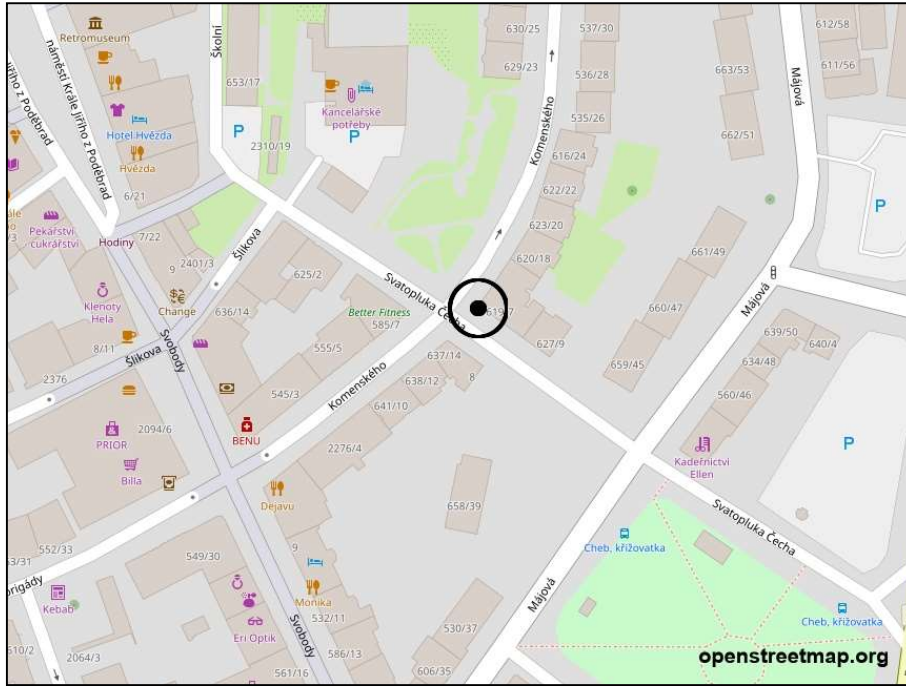 Retromuseum
náměstí Krále Jiřího z Poděbrad
Jiřího z Poděbrad
Hotel Hvězda
Hvězda
6/21
Pekařství
cukrářství
Hodiny
7/22
9
2401/3
Klenoty
Hela
Change
8/11
Šlikova
Šlikova
2376
Svobody
636/14
625/2
555/5
545/3
Better Fitness
585/7
BENU
PRIOR
2094/6
Billa
Školní
653/17
P
2310/19
Kancelářské
potřeby
P
630/25
629/23
537/30
536/28
535/26
Komenského
616/24
622/22
623/20
620/18
Svatopluka Čecha
627/9
637/14
638/12
8
641/10
Komenského
2276/4
663/53
662/51
661/49
660/47
659/45
Májová
612/58
611/56
P
Májová
639/50
640/4
634/48
560/46
P
Kadeřnictví
Ellen
Svatopluka Čecha
Cheb, křižovatka
Cheb, křižovatka
658/39
Májová
Dejavu
9
Monika
532/11
586/13
561/16
530/37
606/35
Svobody
549/30
552/33
Kebab
2064/3
Eri Optik
openstreetmap.org